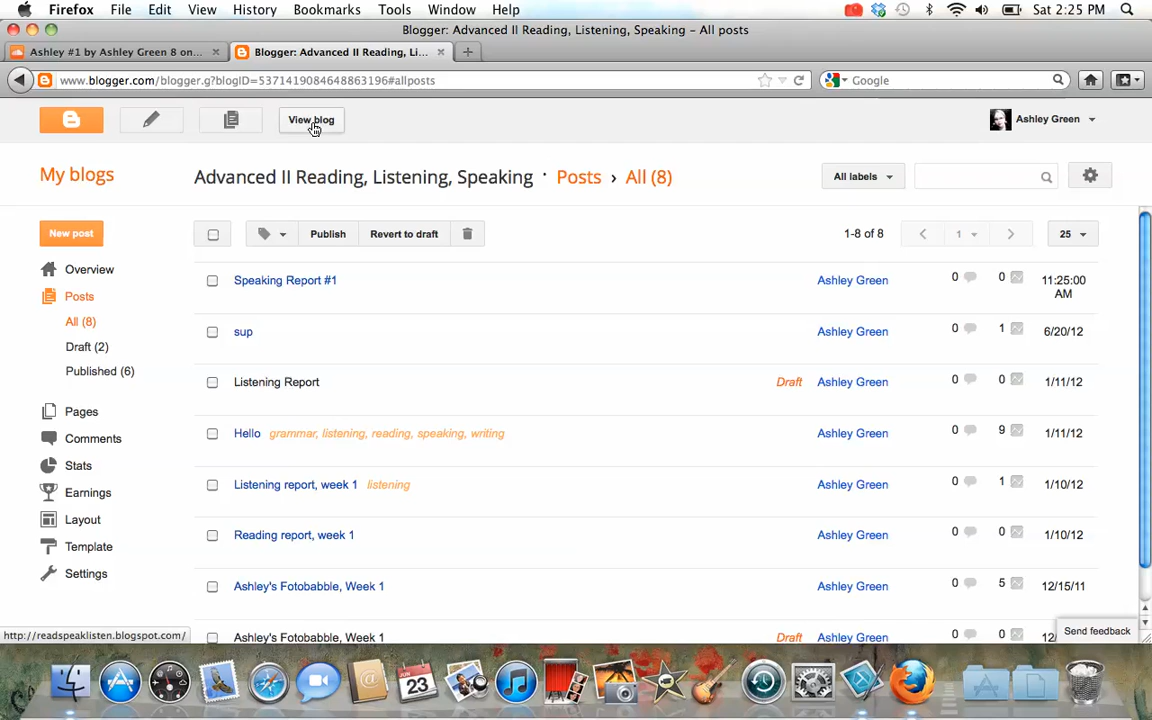 Firefox File Edit View History Bookmarks Tools Window Help Sat 2:25 PM
Blogger: Advanced II Reading, Listening, Speaking – All posts
Ashley #1 by Ashley Green 8 on... Blogger: Advanced II Reading, Li...
www.blogger.com/blogger.g?blogID=5371419084648863196#allposts Google
View blog Ashley Green
My blogs Advanced II Reading, Listening, Speaking · Posts › All (8) All labels
New post Publish Revert to draft 1-8 of 8 1 25
Overview
Speaking Report #1 Ashley Green 0 0 11:25:00 AM
Posts
All (8)
sup Ashley Green 0 1 6/20/12
Draft (2)
Published (6)
Listening Report Draft Ashley Green 0 0 1/11/12
Pages
Hello grammar, listening, reading, speaking, writing Ashley Green 0 9 1/11/12
Comments
Stats
Listening report, week 1 listening Ashley Green 0 1 1/10/12
Earnings
Layout
Reading report, week 1 Ashley Green 0 0 1/10/12
Template
Settings
Ashley's Fotobabble, Week 1 Ashley Green 0 5 12/15/11
http://readspeaklisten.blogspot.com/ Ashley's Fotobabble, Week 1 Draft Ashley Green 0 0 12/
Send feedback
JUN
23